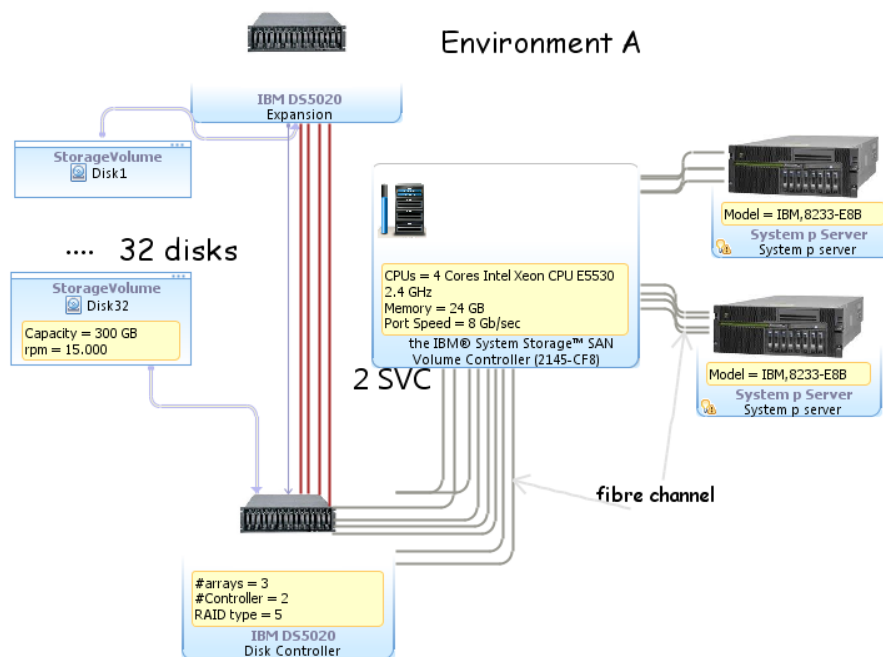 Environment A
IBM DS5020
Expansion
StorageVolume
Disk1
.... 32 disks
StorageVolume
Disk32
Capacity = 300 GB
rpm = 15.000
CPUs = 4 Cores Intel Xeon CPU E5530
2.4 GHz
Memory = 24 GB
Port Speed = 8 Gb/sec
the IBM® System Storage™ SAN
Volume Controller (2145-CF8)
2 SVC
Model = IBM,8233-E8B
System p Server
System p server
Model = IBM,8233-E8B
System p Server
System p server
fibre channel
#arrays = 3
#Controller = 2
RAID type = 5
IBM DS5020
Disk Controller